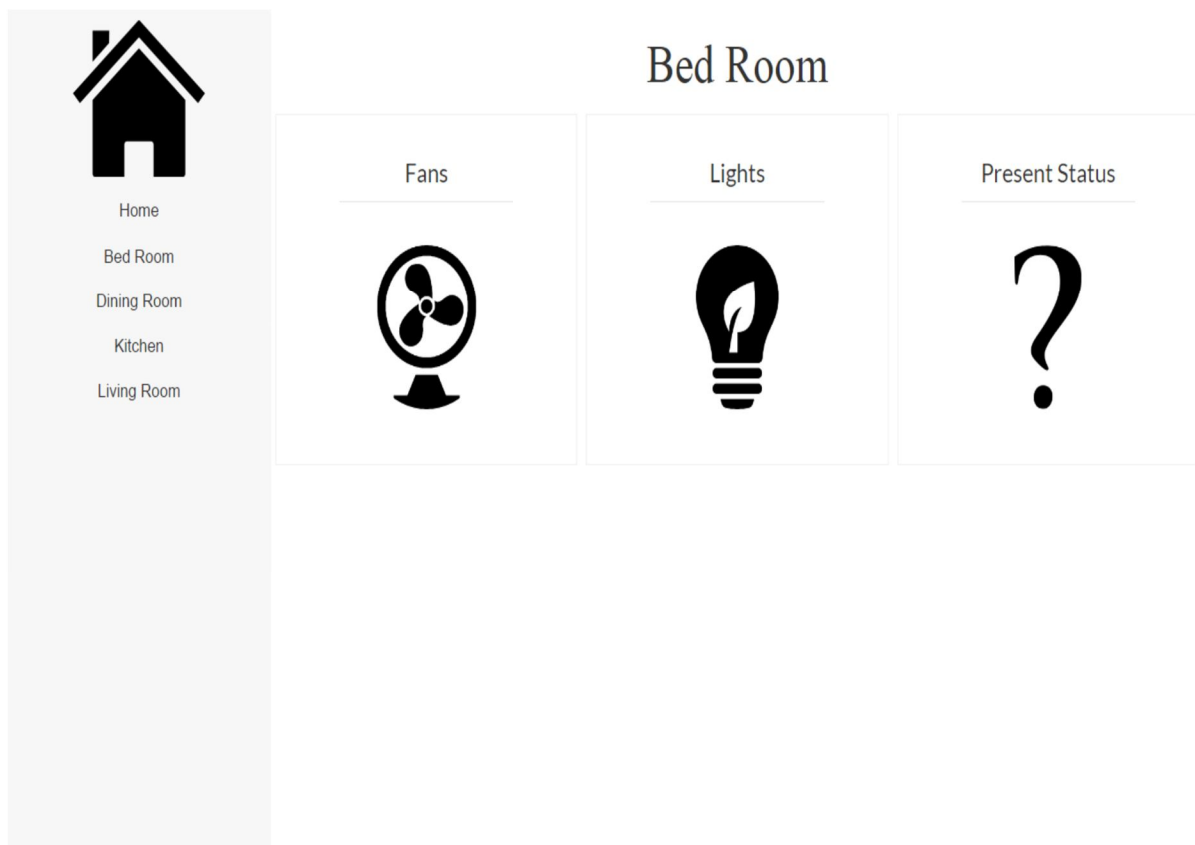 Home
Bed Room
Dining Room
Kitchen
Living Room
Bed Room
Fans
Lights
Present Status
?